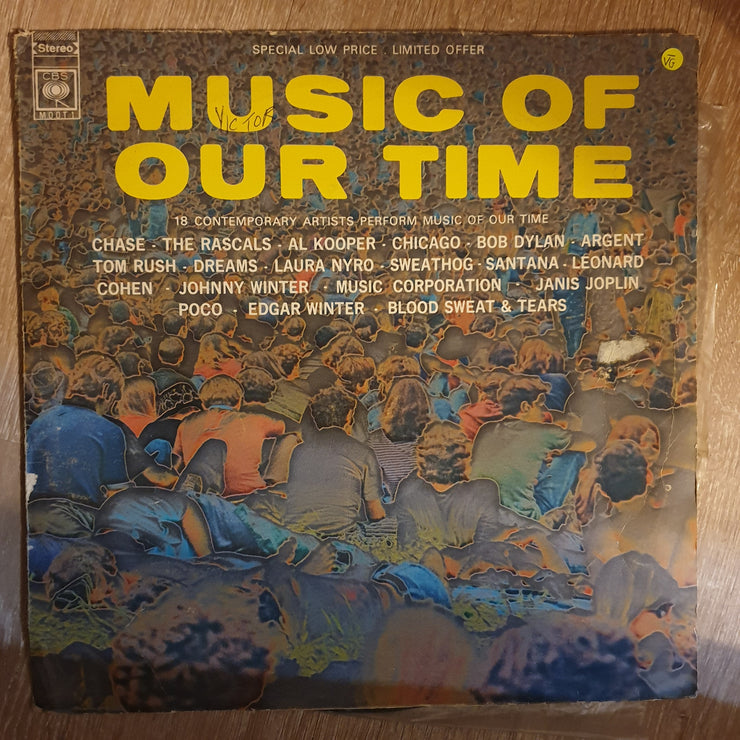 Stereo
CBS
MOOT 1
SPECIAL LOW PRICE . LIMITED OFFER
VG
MUSIC OF
VICTOR
OUR TIME
18 CONTEMPORARY ARTISTS PERFORM MUSIC OF OUR TIME
CHASE - THE RASCALS - AL KOOPER - CHICAGO - BOB DYLAN - ARGENT
TOM RUSH - DREAMS - LAURA NYRO - SWEATHOG - SANTANA - LEONARD
COHEN - JOHNNY WINTER - MUSIC CORPORATION - JANIS JOPLIN
POCO - EDGAR WINTER - BLOOD SWEAT & TEARS